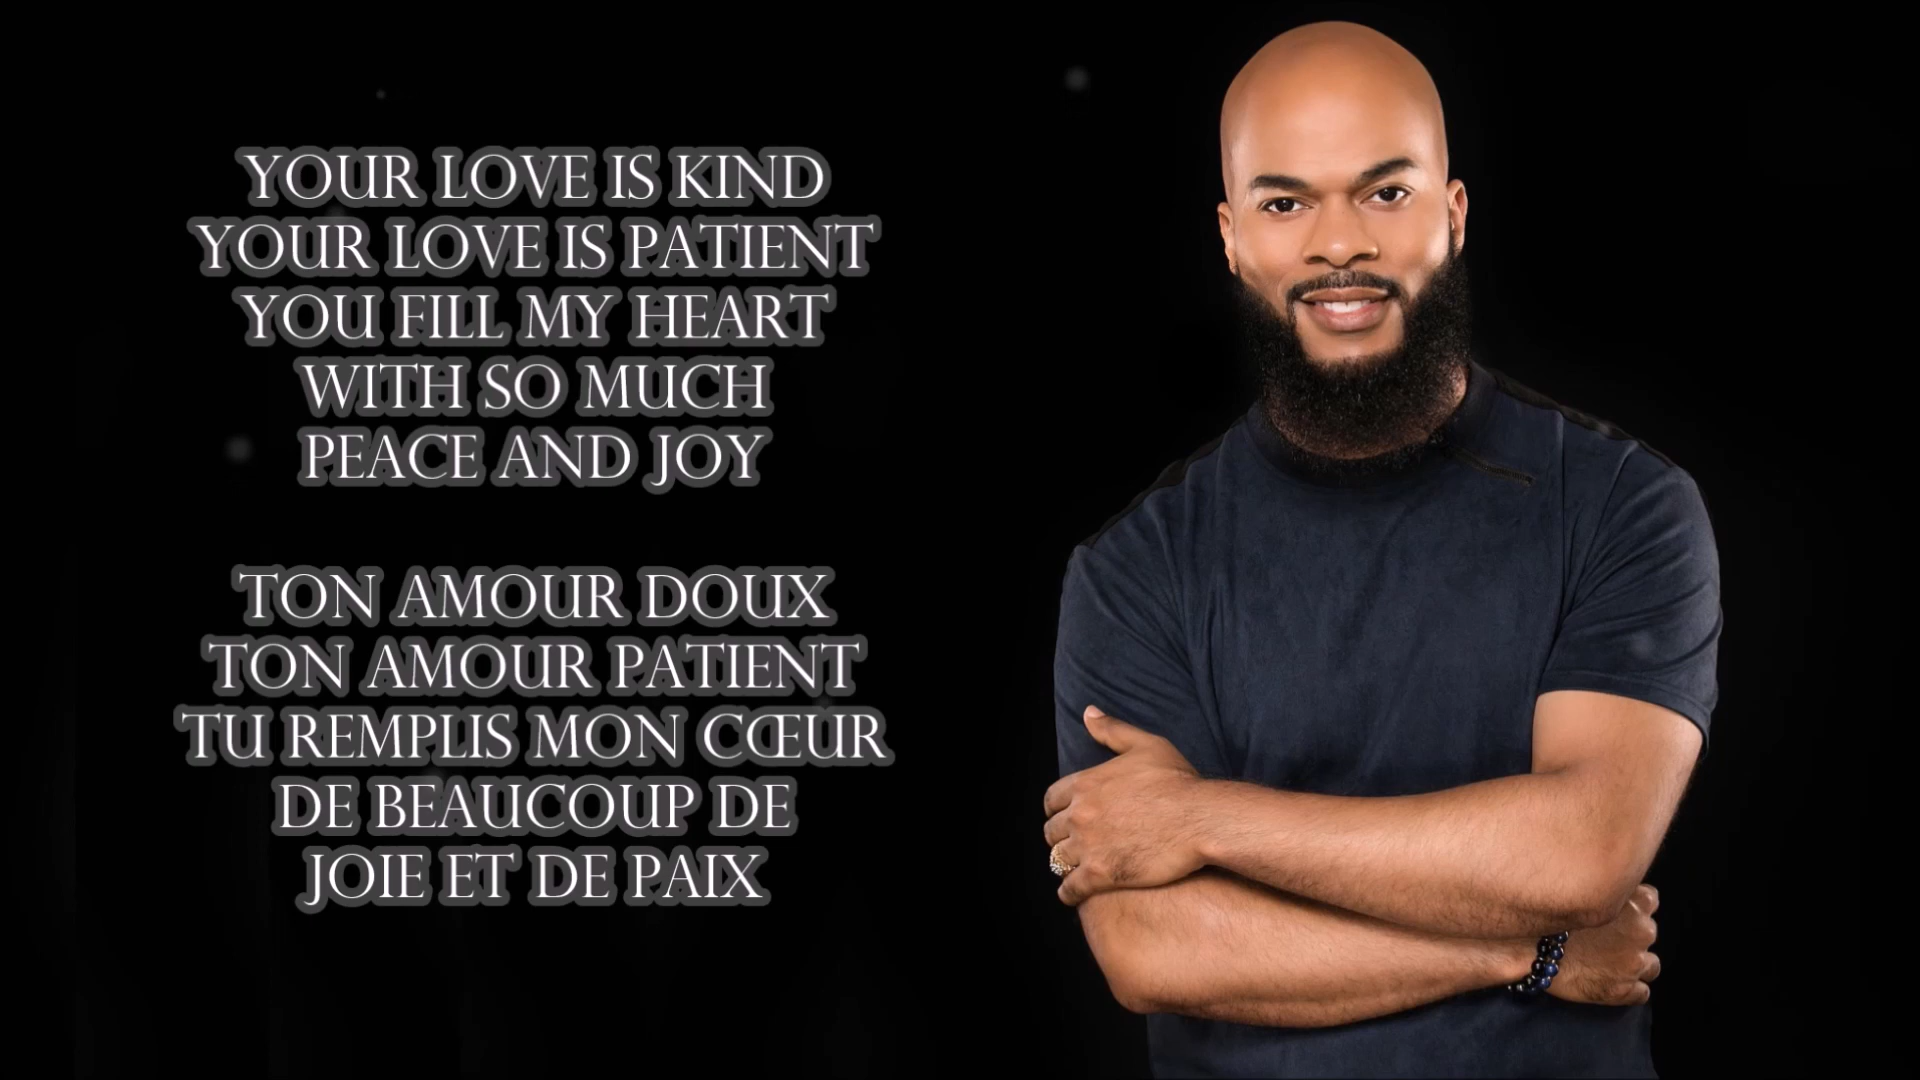 YOUR LOVE IS KIND
YOUR LOVE IS PATIENT
YOU FILL MY HEART
WITH SO MUCH
PEACE AND JOY
TON AMOUR DOUX
TON AMOUR PATIENT
TU REMPLIS MON CŒUR
DE BEAUCOUP DE
JOIE ET DE PAIX